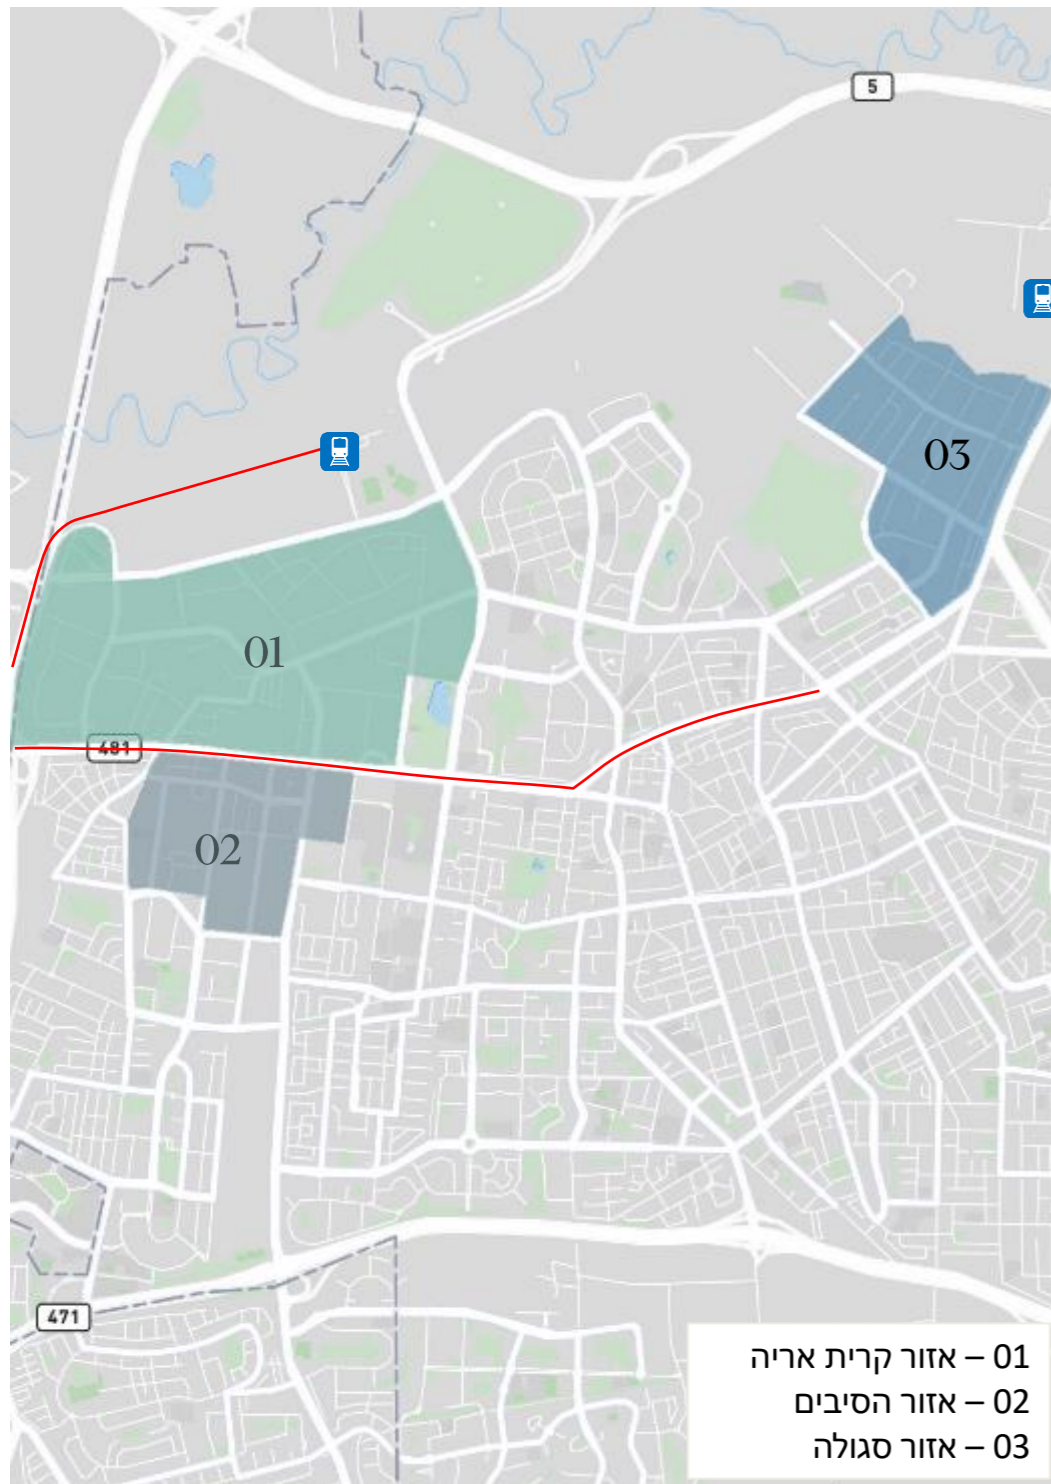 5
03
01
481
02
471
01 – אזור קרית אריה
02 – אזור הסיבים
03 – אזור סגולה